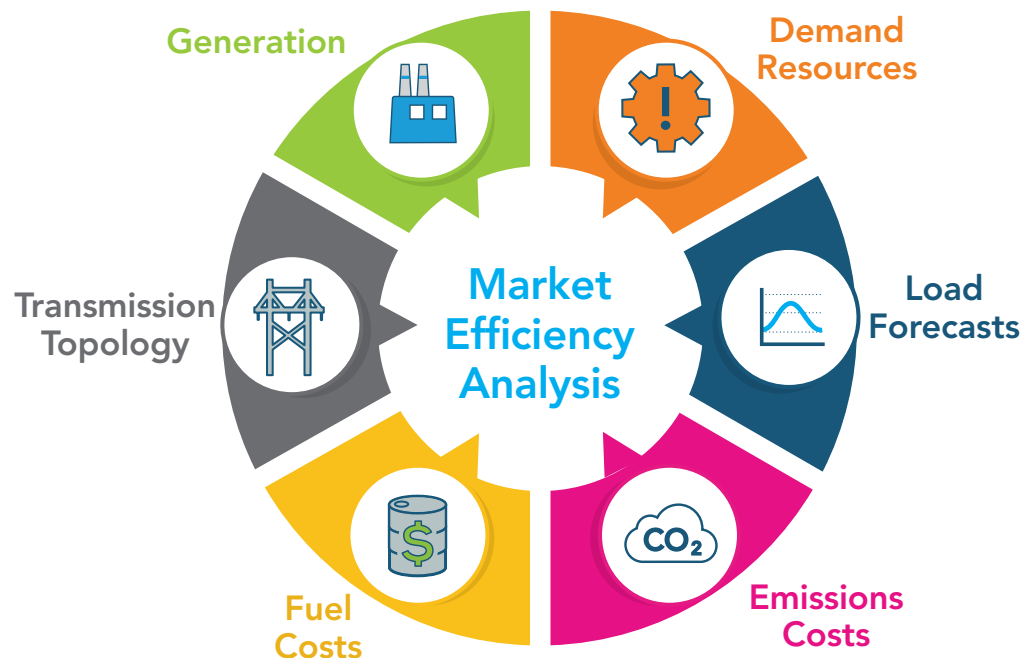 Generation
Demand
Resources
Transmission
Topology
Market
Efficiency
Analysis
Load
Forecasts
$
CO₂
Fuel
Costs
Emissions
Costs